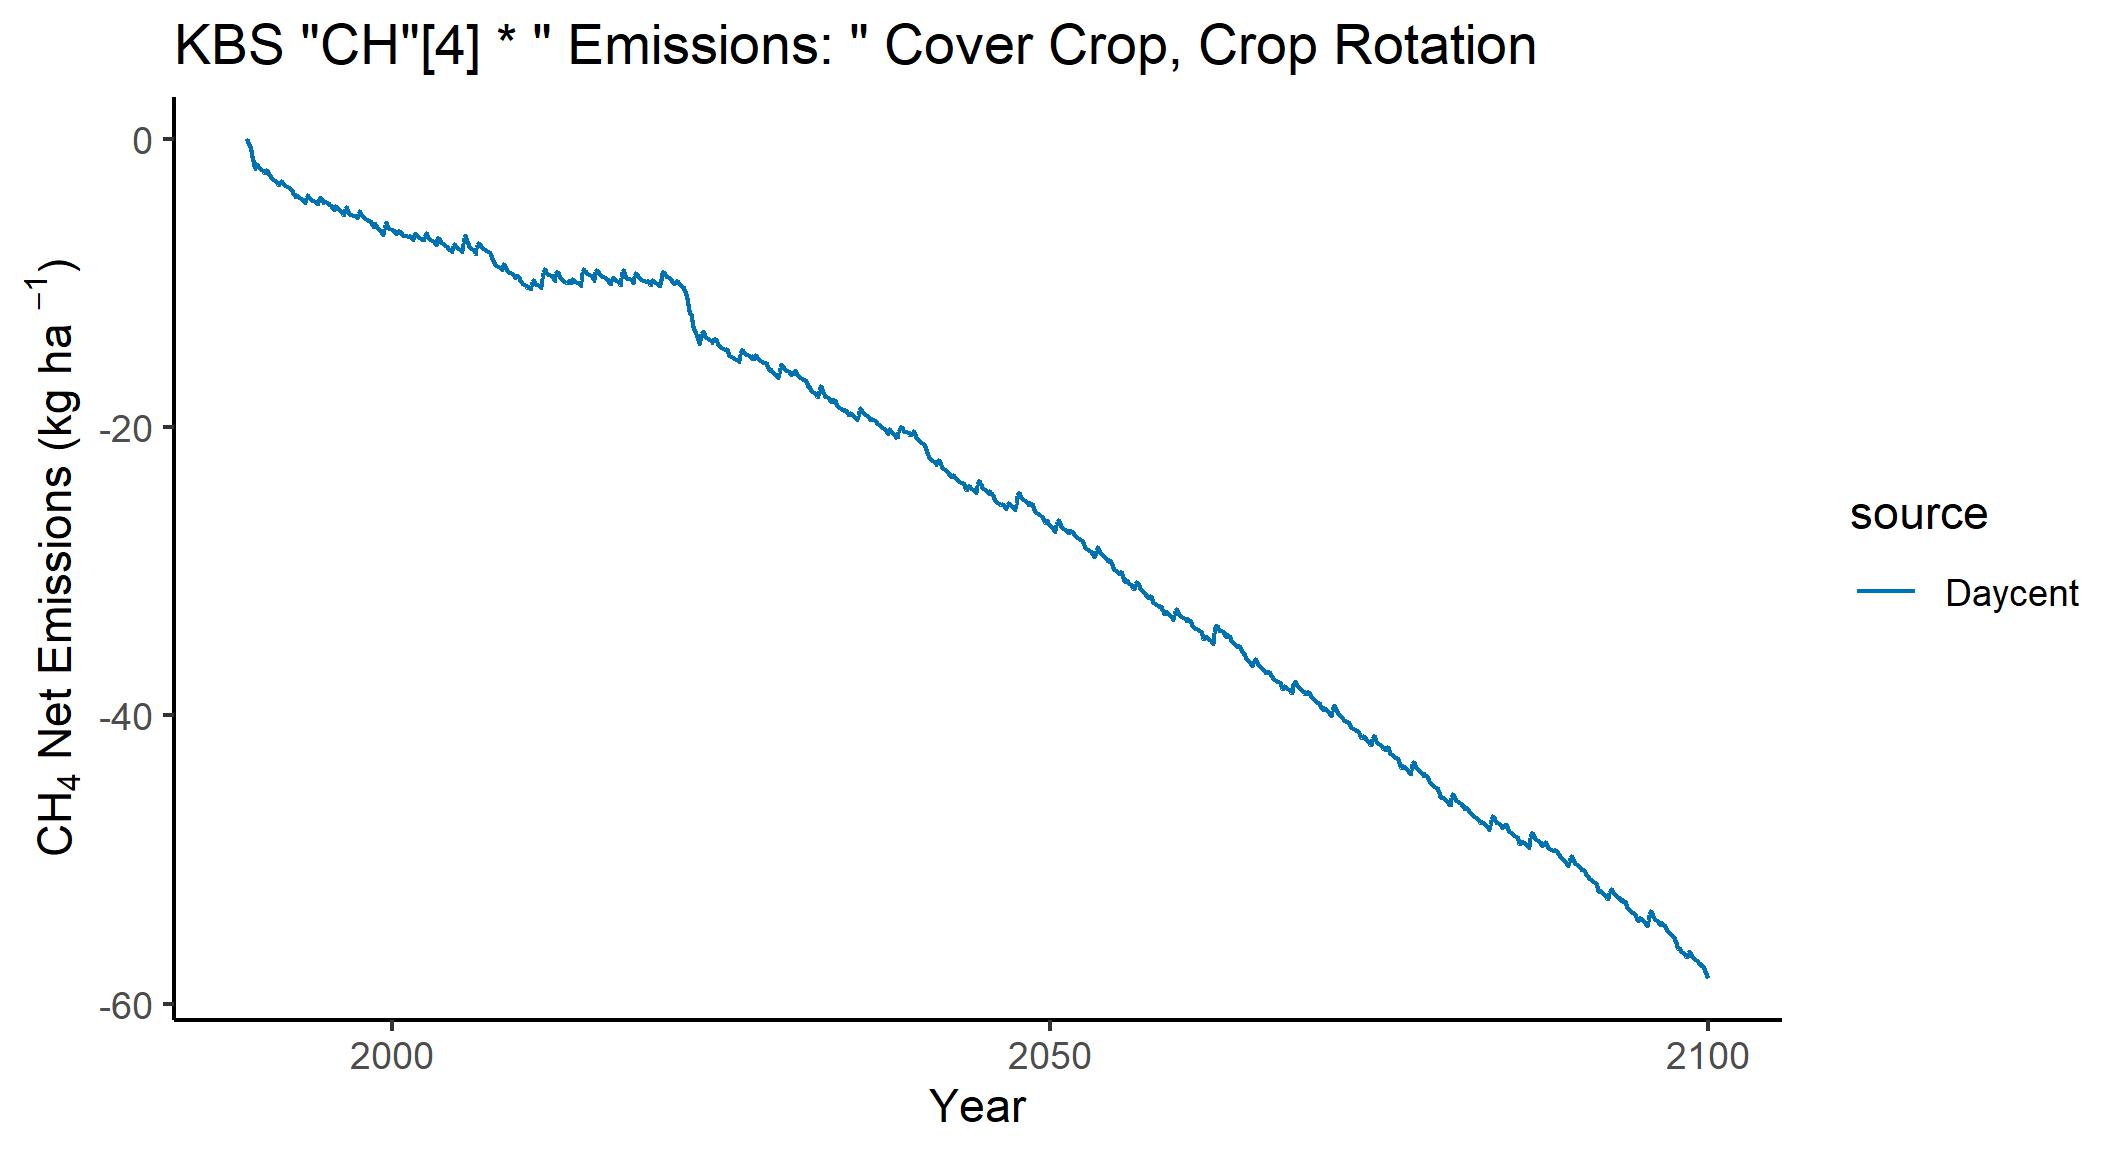 KBS "CH"[4] * " Emissions: " Cover Crop, Crop Rotation
CH₄ Net Emissions (kg ha ⁻¹)
0
-20
-40
-60
2000
2050
2100
Year
source
Daycent